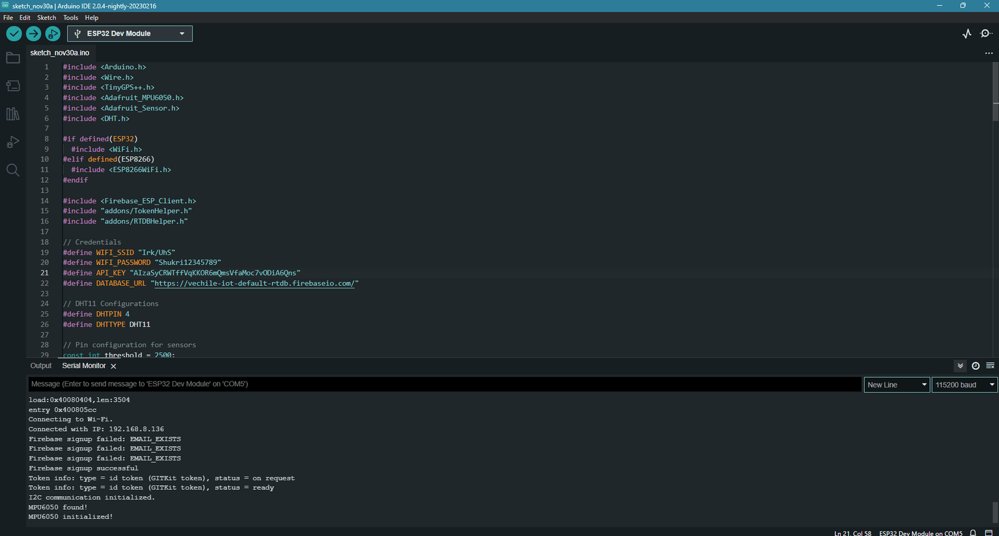 sketch_nov30a | Arduino IDE 2.0.4-nightly-20230216
File Edit Sketch Tools Help
ESP32 Dev Module
sketch_nov30a.ino
1 #include <Arduino.h>
2 #include <Wire.h>
3 #include <TinyGPS++.h>
4 #include <Adafruit_MPU6050.h>
5 #include <Adafruit_Sensor.h>
6 #include <DHT.h>
7
8 #if defined(ESP32)
9 #include <WiFi.h>
10 #elif defined(ESP8266)
11 #include <ESP8266WiFi.h>
12 #endif
13
14 #include <Firebase_ESP_Client.h>
15 #include "addons/TokenHelper.h"
16 #include "addons/RTDBHelper.h"
17
18 // Credentials
19 #define WIFI_SSID "Irk/UhS"
20 #define WIFI_PASSWORD "Shukri12345789"
21 #define API_KEY "AIzaSyCRWTffVqKKOR6mQmsVfaMoc7vODiA6Qns"
22 #define DATABASE_URL "https://vechile-iot-default-rtdb.firebaseio.com/"
23
24 // DHT11 Configurations
25 #define DHTPIN 4
26 #define DHTTYPE DHT11
27
28 // Pin configuration for sensors
29 const int threshold = 2500;
Output Serial Monitor
Message (Enter to send message to 'ESP32 Dev Module' on 'COM5')
New Line
115200 baud
load:0x40080404,len:3504
entry 0x400805cc
Connecting to Wi-Fi.
Connected with IP: 192.168.8.136
Firebase signup failed: EMAIL_EXISTS
Firebase signup failed: EMAIL_EXISTS
Firebase signup failed: EMAIL_EXISTS
Firebase signup successful
Token info: type = id token (GITKit token), status = on request
Token info: type = id token (GITKit token), status = ready
I2C communication initialized.
MPU6050 found!
MPU6050 initialized!
Ln 21, Col 58 ESP32 Dev Module on COM5